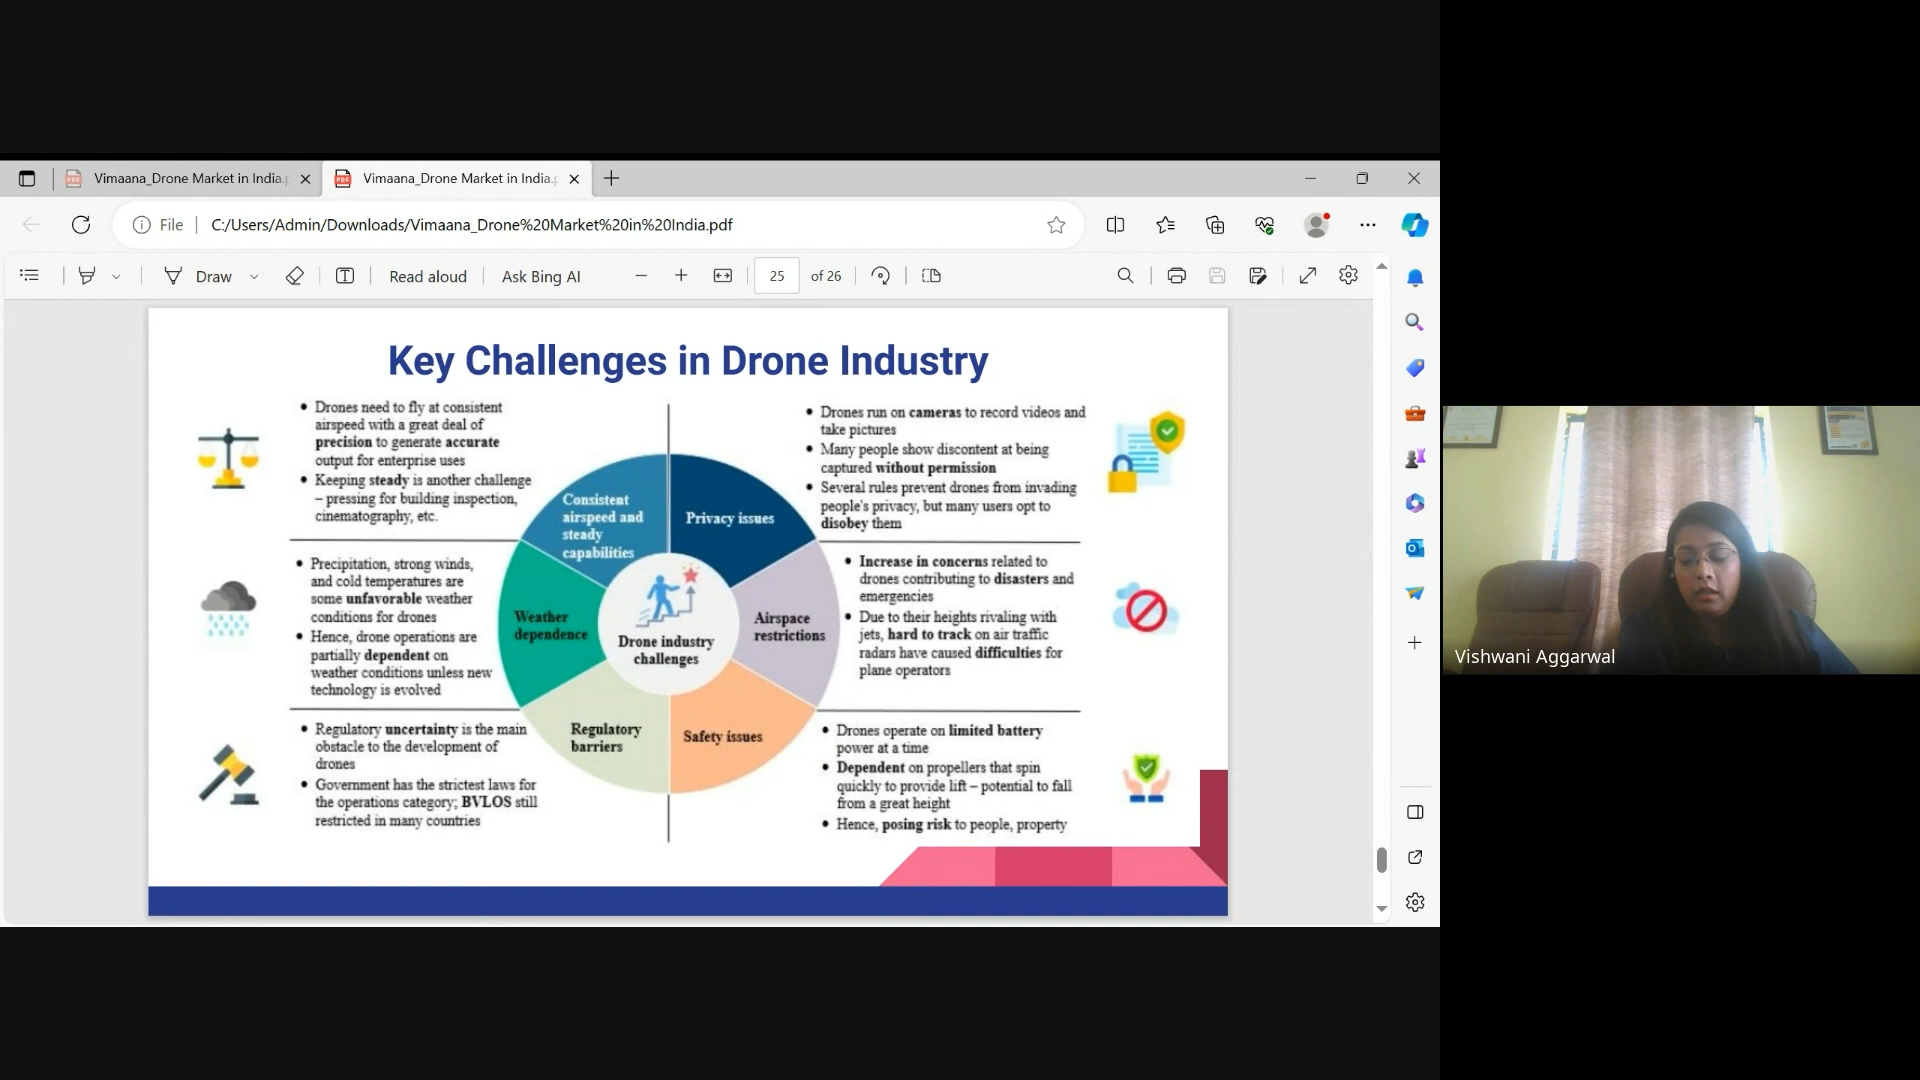 Vimaana_Drone Market in India.p
Vimaana_Drone Market in India.p
File
C:/Users/Admin/Downloads/Vimaana_Drone%20Market%20in%20India.pdf
Draw
Read aloud
Ask Bing AI
25
of 26
Key Challenges in Drone Industry
• Drones need to fly at consistent
airspeed with a great deal of
precision to generate accurate
output for enterprise uses
• Keeping steady is another challenge
– pressing for building inspection,
cinematography, etc.
• Precipitation, strong winds,
and cold temperatures are
some unfavorable weather
conditions for drones
• Hence, drone operations are
partially dependent on
weather conditions unless new
technology is evolved
• Regulatory uncertainty is the main
obstacle to the development of
drones
• Government has the strictest laws for
the operations category; BVLOS still
restricted in many countries
Consistent
airspeed and
steady
capabilities
Privacy issues
Weather
dependence
Airspace
restrictions
Drone industry
challenges
Regulatory
barriers
Safety issues
• Drones run on cameras to record videos and
take pictures
• Many people show discontent at being
captured without permission
• Several rules prevent drones from invading
people's privacy, but many users opt to
disobey them
• Increase in concerns related to
drones contributing to disasters and
emergencies
• Due to their heights rivaling with
jets, hard to track on air traffic
radars have caused difficulties for
plane operators
• Drones operate on limited battery
power at a time
• Dependent on propellers that spin
quickly to provide lift – potential to fall
from a great height
• Hence, posing risk to people, property
Vishwani Aggarwal